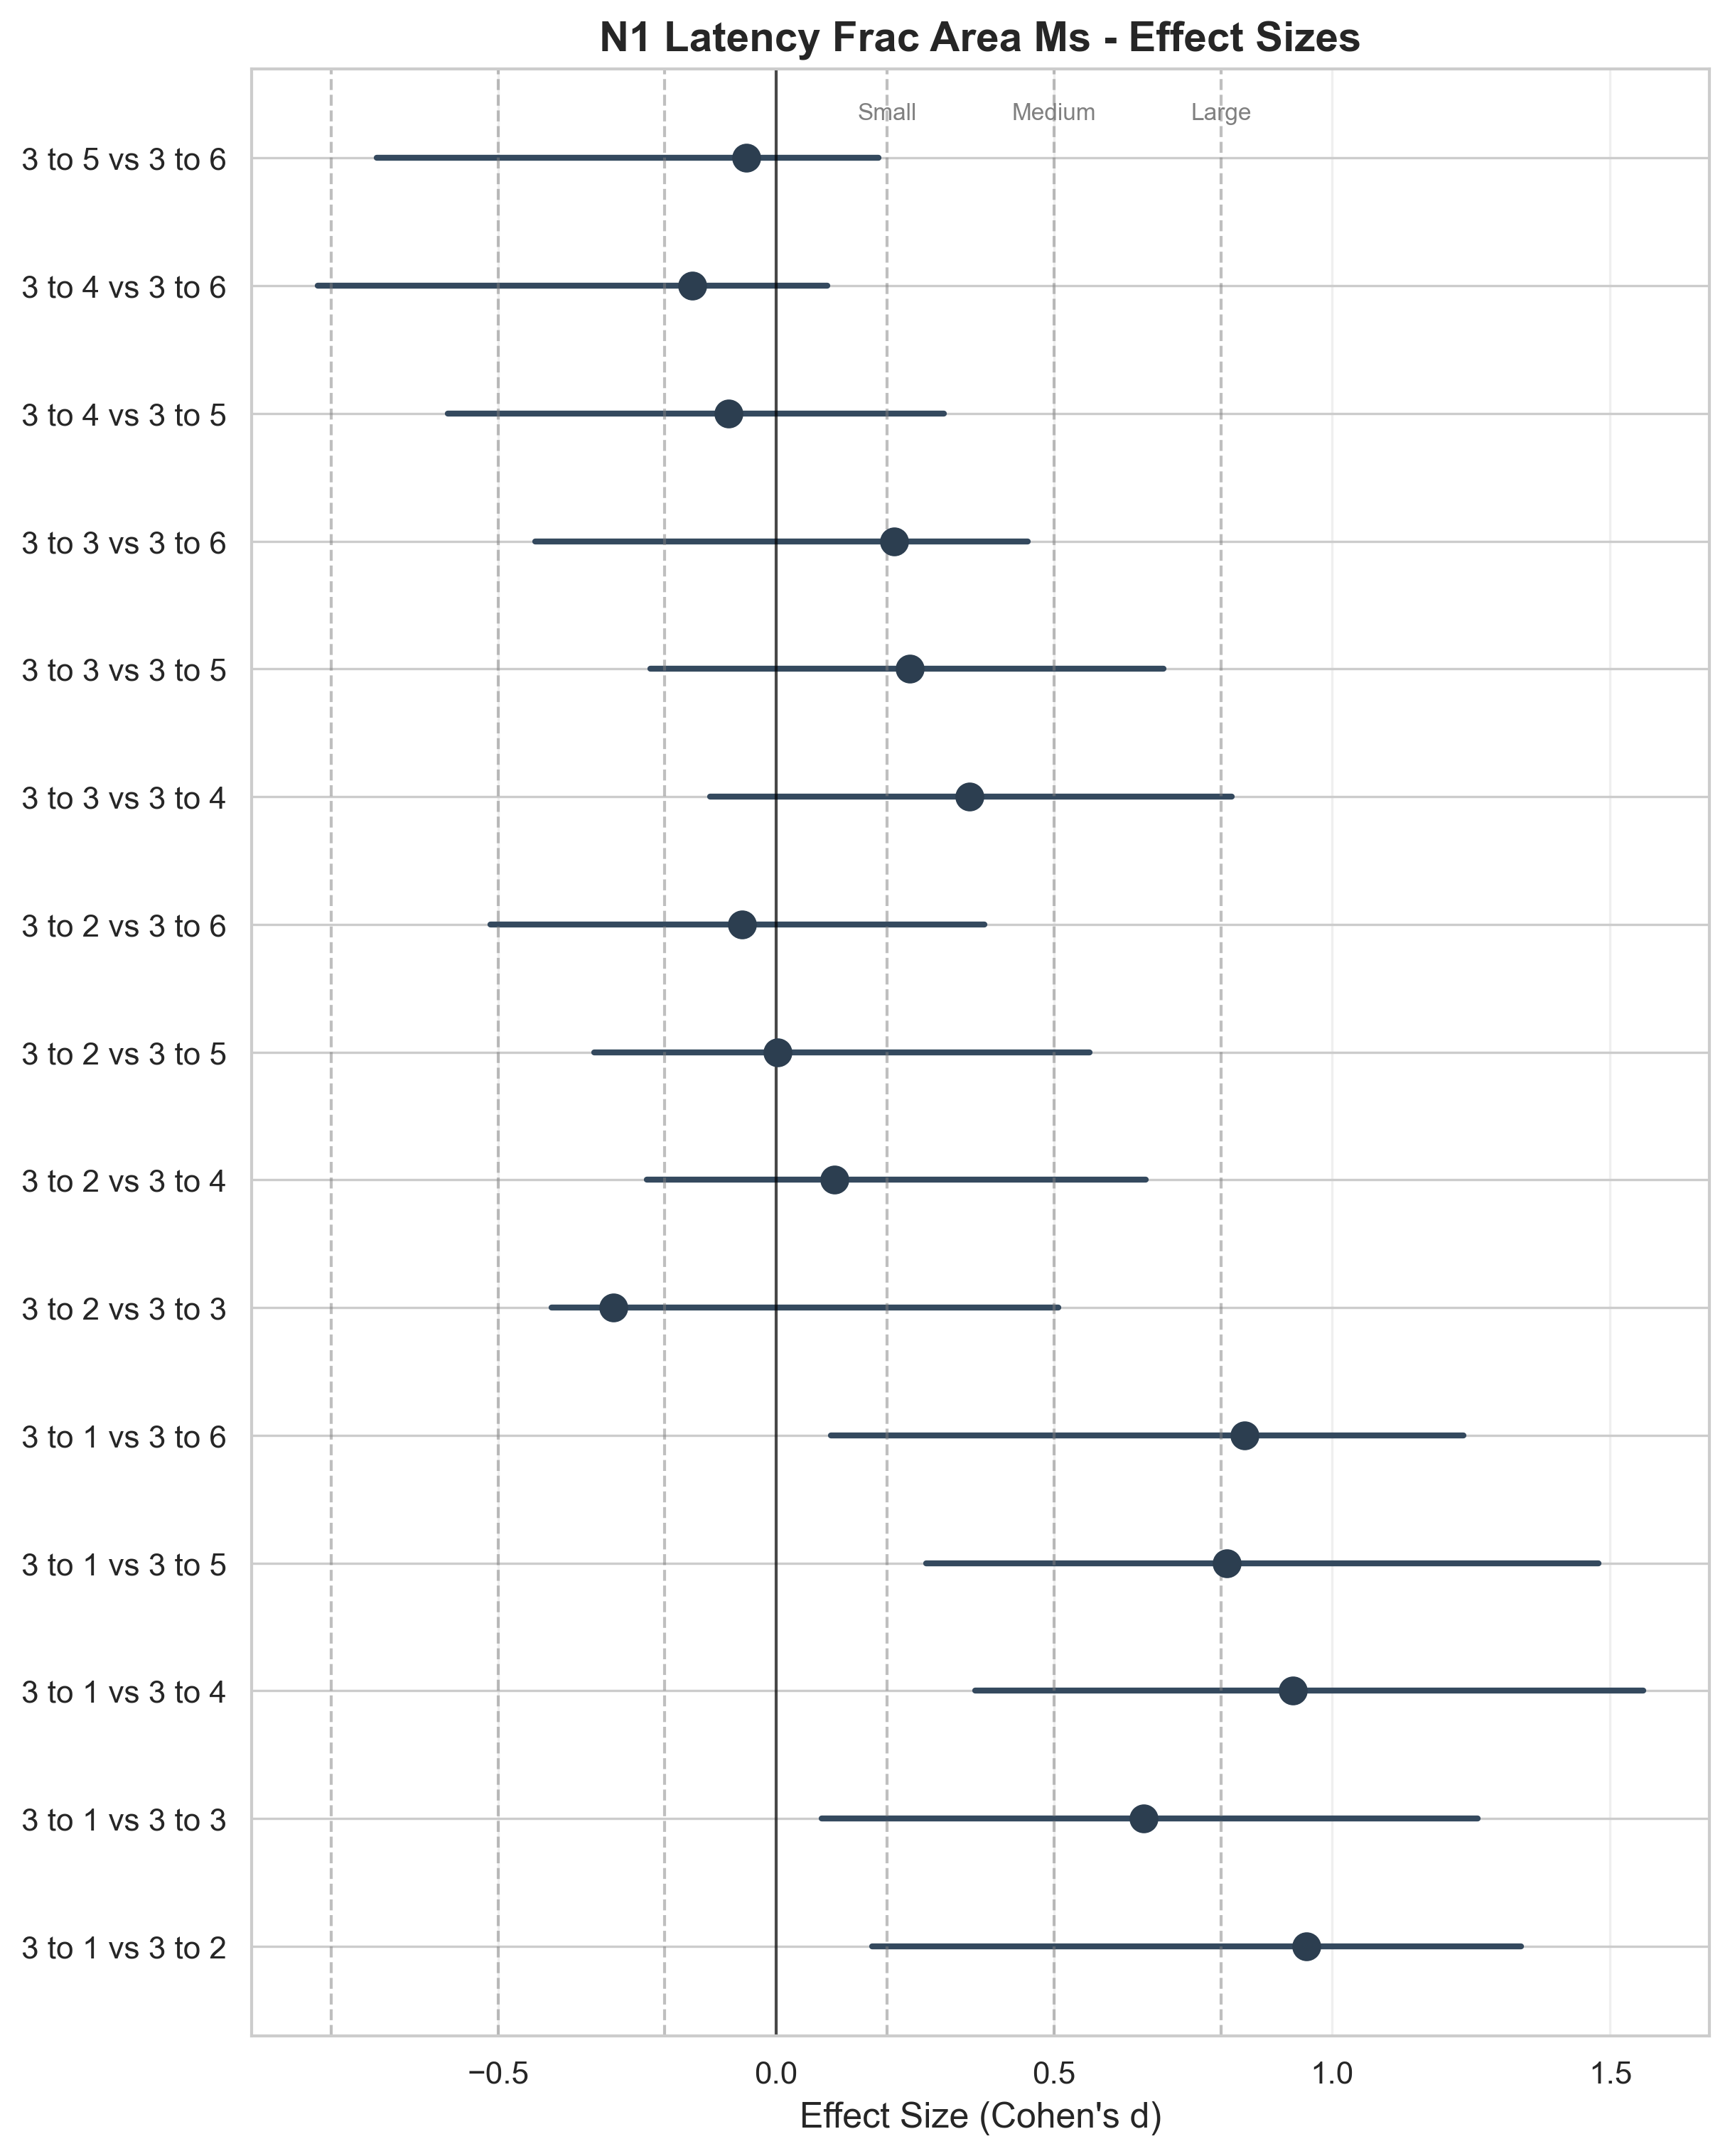 N1 Latency Frac Area Ms - Effect Sizes
Small Medium Large
3 to 5 vs 3 to 6
3 to 4 vs 3 to 6
3 to 4 vs 3 to 5
3 to 3 vs 3 to 6
3 to 3 vs 3 to 5
3 to 3 vs 3 to 4
3 to 2 vs 3 to 6
3 to 2 vs 3 to 5
3 to 2 vs 3 to 4
3 to 2 vs 3 to 3
3 to 1 vs 3 to 6
3 to 1 vs 3 to 5
3 to 1 vs 3 to 4
3 to 1 vs 3 to 3
3 to 1 vs 3 to 2
−0.5 0.0 0.5 1.0 1.5
Effect Size (Cohen's d)